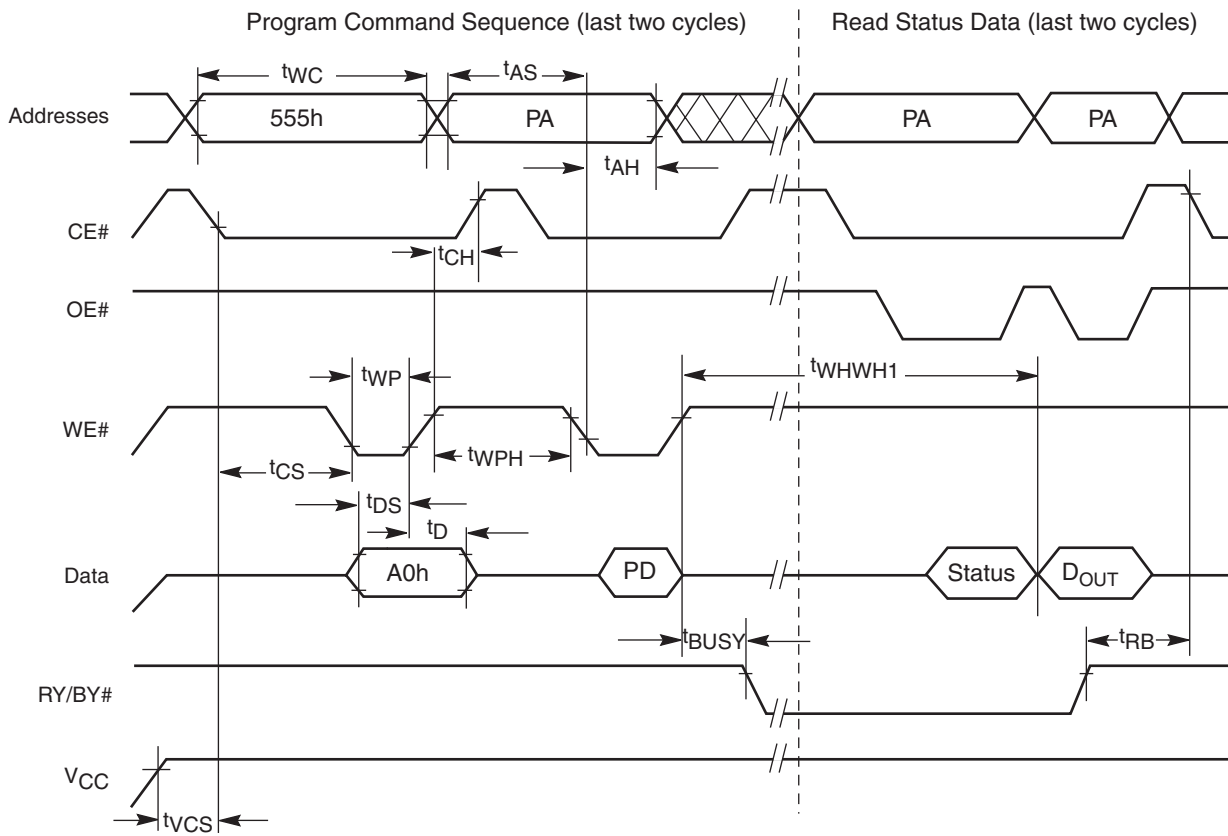 Program Command Sequence (last two cycles)
Read Status Data (last two cycles)
tWC
tAS
Addresses
555h
PA
PA
PA
tAH
CE#
tCH
OE#
tWP
tWHWH1
WE#
tCS
tWPH
tDS
tD
Data
A0h
PD
Status
DOUT
tBUSY
tRB
RY/BY#
VCC
tVCS